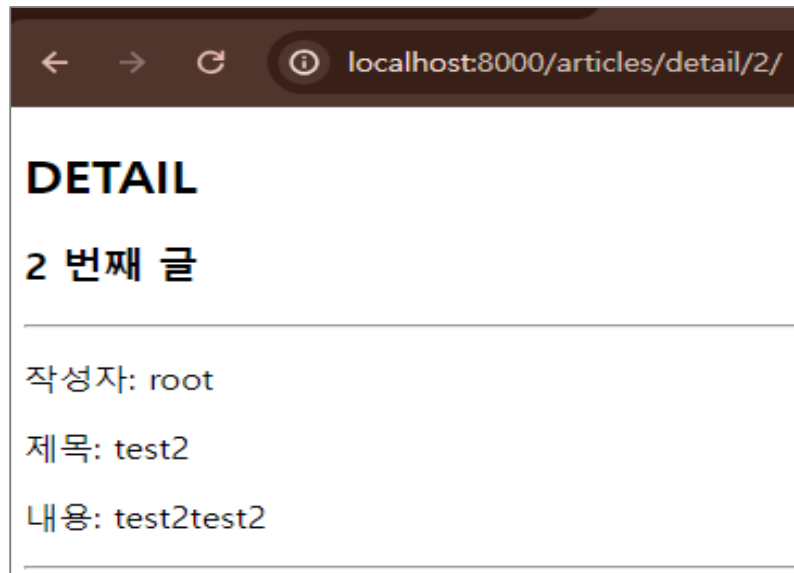 localhost:8000/articles/detail/2/
DETAIL
2 번째 글
작성자: root
제목: test2
내용: test2test2